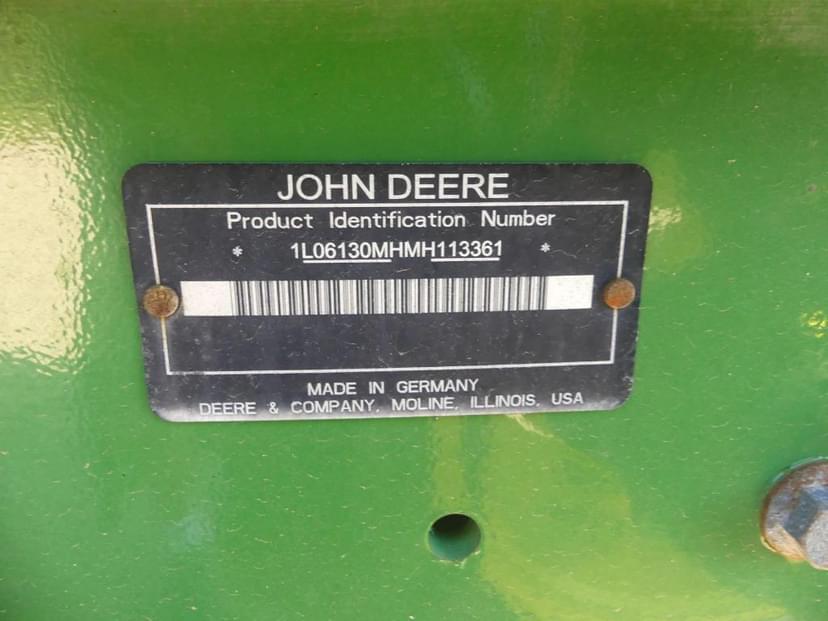 JOHN DEERE
Product Identification Number
* 1L06130MHMH113361 *
MADE IN GERMANY
DEERE & COMPANY, MOLINE, ILLINOIS, USA